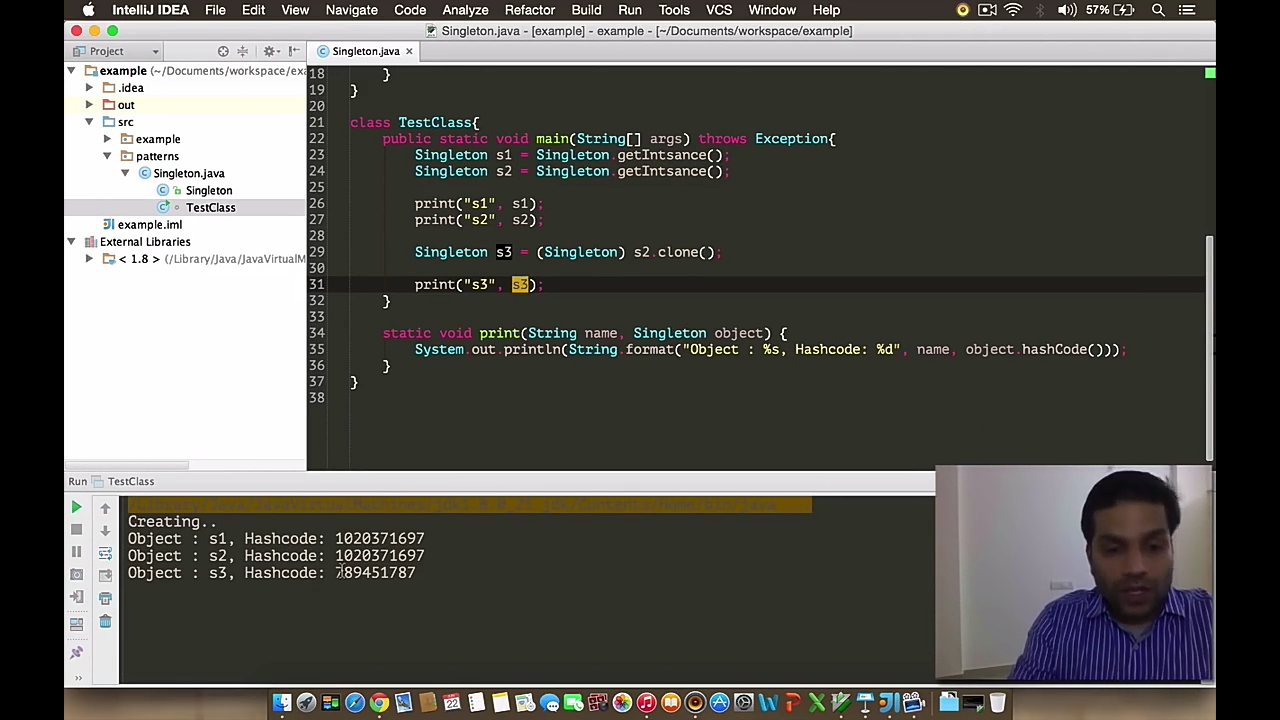 IntelliJ IDEA File Edit View Navigate Code Analyze Refactor Build Run Tools VCS Window Help 57%
Singleton.java - [example] - example - [~/Documents/workspace/example]
Project
Singleton.java
example (~/Documents/workspace/exa
.idea
out
src
example
patterns
Singleton.java
Singleton
TestClass
example.iml
External Libraries
< 1.8 > (/Library/Java/JavaVirtualM
18 }
19 }
20
21 class TestClass{
22 public static void main(String[] args) throws Exception{
23 Singleton s1 = Singleton.getIntsance();
24 Singleton s2 = Singleton.getIntsance();
25
26 print("s1", s1);
27 print("s2", s2);
28
29 Singleton s3 = (Singleton) s2.clone();
30
31 print("s3", s3);
32 }
33
34 static void print(String name, Singleton object) {
35 System.out.println(String.format("Object : %s, Hashcode: %d", name, object.hashCode()));
36 }
37 }
38
Run TestClass
Creating..
Object : s1, Hashcode: 1020371697
Object : s2, Hashcode: 1020371697
Object : s3, Hashcode: 789451787